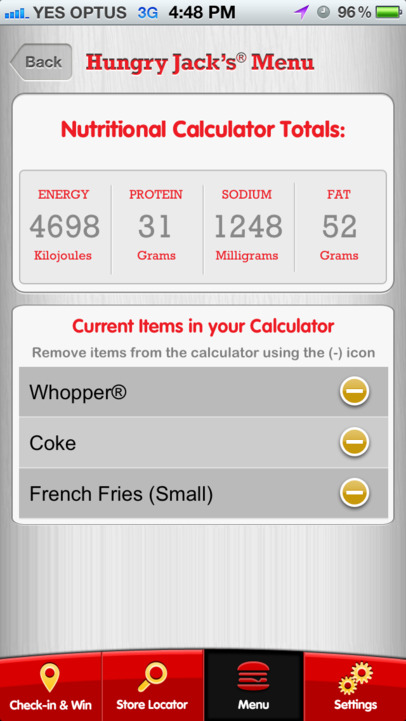 YES OPTUS 3G 4:48 PM 96%
Back
Hungry Jack's® Menu
Nutritional Calculator Totals:
ENERGY PROTEIN SODIUM FAT
4698 31 1248 52
Kilojoules Grams Milligrams Grams
Current Items in your Calculator
Remove items from the calculator using the (-) icon
Whopper®
Coke
French Fries (Small)
Check-in & Win Store Locator Menu Settings